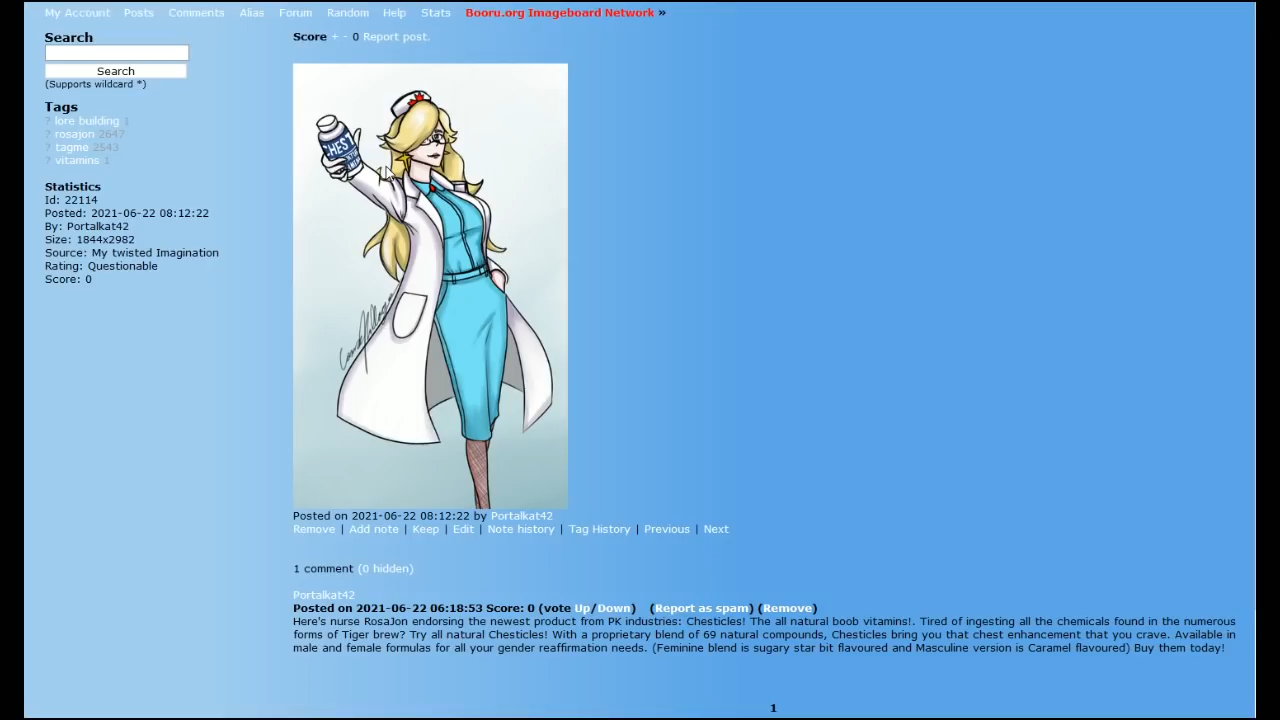 My Account Posts Comments Alias Forum Random Help Stats Booru.org Imageboard Network »
Search
Search
(Supports wildcard *)
Tags
? lore building 1
? rosajon 2647
? tagme 2543
? vitamins 1
Statistics
Id: 22114
Posted: 2021-06-22 08:12:22
By: Portalkat42
Size: 1844x2982
Source: My twisted Imagination
Rating: Questionable
Score: 0
Score + - 0 Report post.
CHEST
Posted on 2021-06-22 08:12:22 by Portalkat42
Remove | Add note | Keep | Edit | Note history | Tag History | Previous | Next
1 comment (0 hidden)
Portalkat42
Posted on 2021-06-22 06:18:53 Score: 0 (vote Up/Down) (Report as spam) (Remove)
Here's nurse RosaJon endorsing the newest product from PK industries: Chesticles! The all natural boob vitamins!. Tired of ingesting all the chemicals found in the numerous
forms of Tiger brew? Try all natural Chesticles! With a proprietary blend of 69 natural compounds, Chesticles bring you that chest enhancement that you crave. Available in
male and female formulas for all your gender reaffirmation needs. (Feminine blend is sugary star bit flavoured and Masculine version is Caramel flavoured) Buy them today!
1